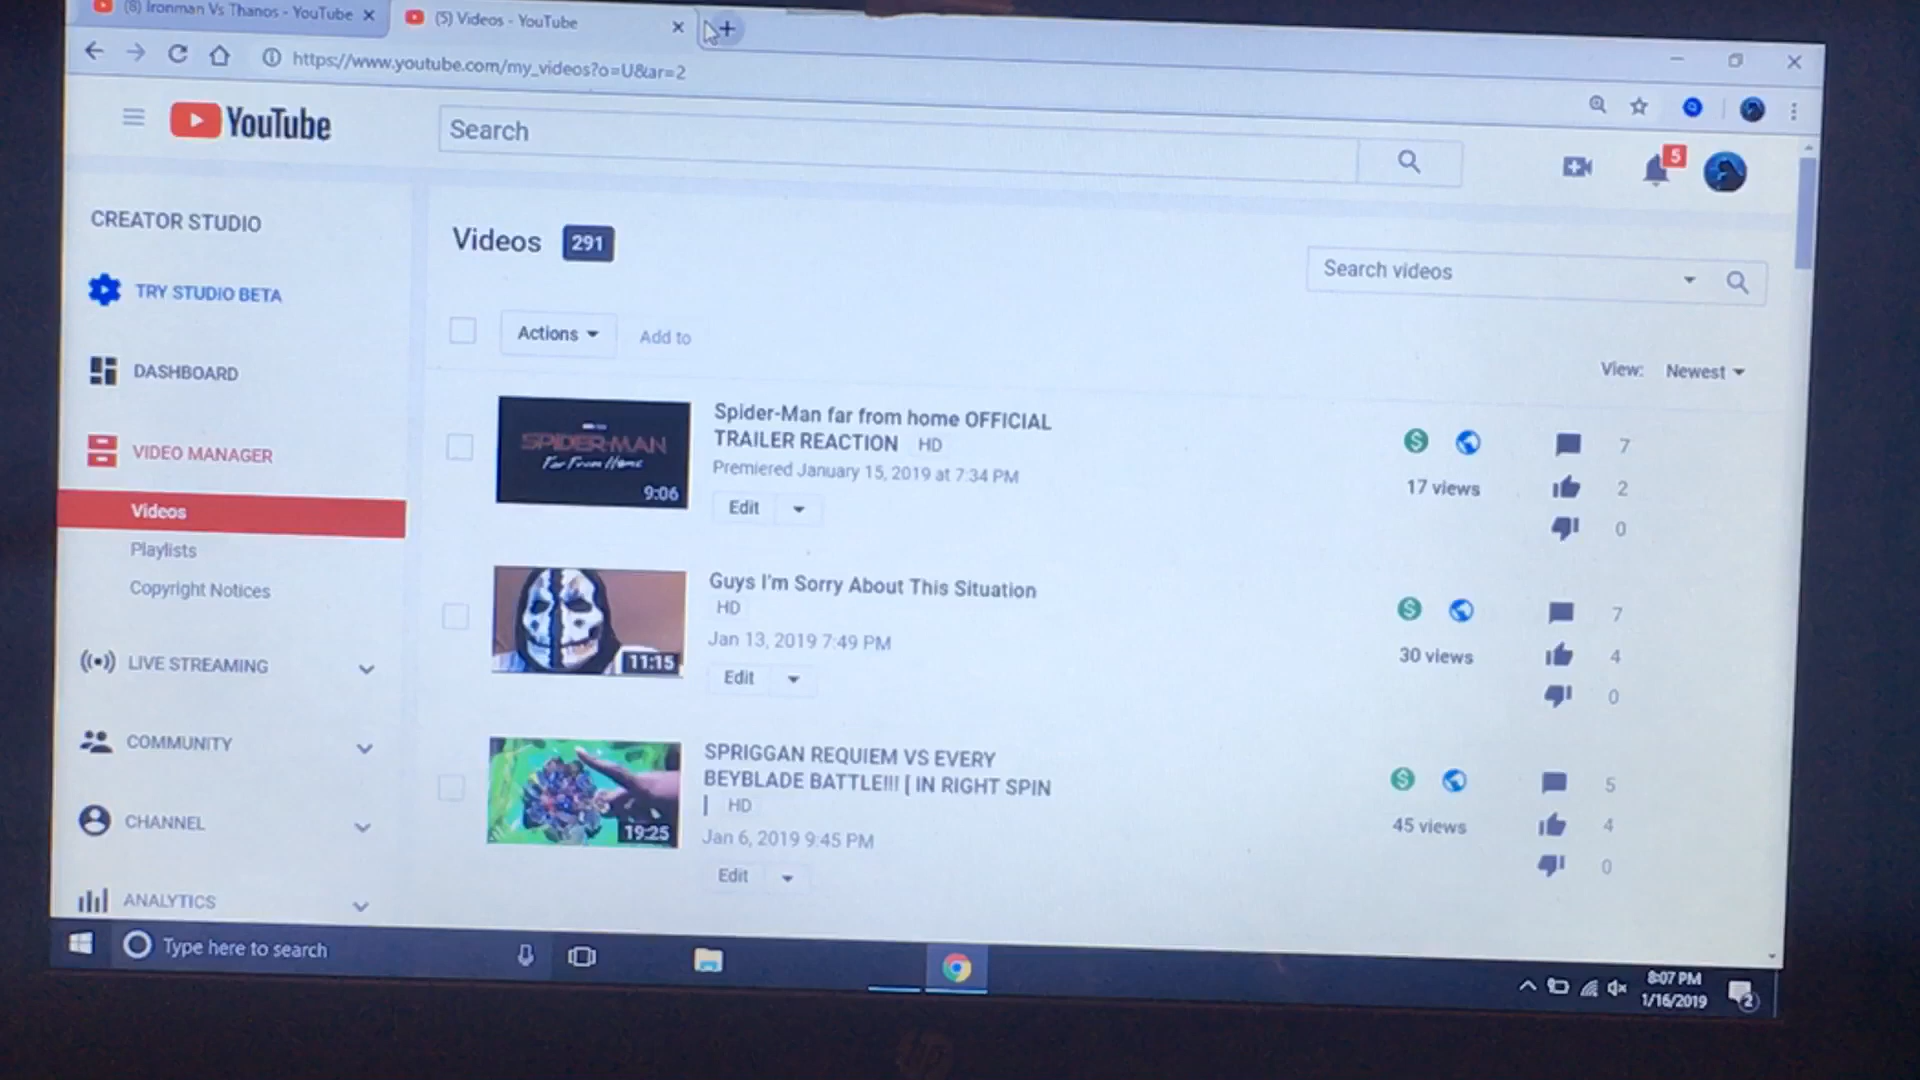 (8) Ironman Vs Thanos - YouTube
(5) Videos - YouTube
https://www.youtube.com/my_videos?o=U&ar=2
YouTube
Search
5
CREATOR STUDIO
TRY STUDIO BETA
DASHBOARD
VIDEO MANAGER
Videos
Playlists
Copyright Notices
LIVE STREAMING
COMMUNITY
CHANNEL
ANALYTICS
Videos 291
Search videos
Actions
Add to
View: Newest
SPIDER-MAN
Far From Home
9:06
Spider-Man far from home OFFICIAL
TRAILER REACTION HD
Premiered January 15, 2019 at 7:34 PM
Edit
17 views
7
2
0
11:15
Guys I'm Sorry About This Situation
HD
Jan 13, 2019 7:49 PM
Edit
30 views
7
4
0
19:25
SPRIGGAN REQUIEM VS EVERY
BEYBLADE BATTLE!!! [ IN RIGHT SPIN
] HD
Jan 6, 2019 9:45 PM
Edit
45 views
5
4
0
Type here to search
8:07 PM
1/16/2019
2
hp